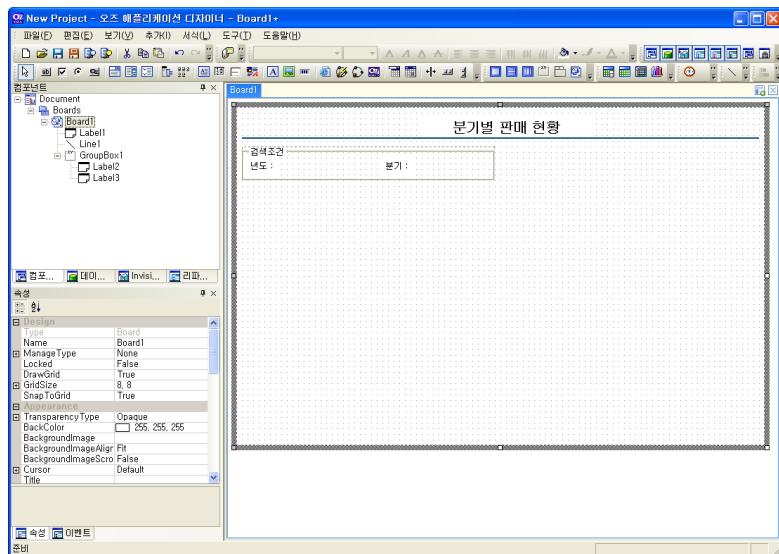 New Project - 오즈 애플리케이션 디자이너 - Board1+
파일(F) 편집(E) 보기(V) 추가(I) 서식(L) 도구(T) 도움말(H)
컴포넌트
Board1
Document
Boards
Board1
Label1
Line1
GroupBox1
Label2
Label3
분기별 판매 현황
검색조건
년도 : 분기 :
컴포... 데이... Invisi... 리파...
속성
Design
Type Board
Name Board1
ManageType None
Locked False
DrawGrid True
GridSize 8, 8
SnapToGrid True
Appearance
TransparencyType Opaque
BackColor 255, 255, 255
BackgroundImage
BackgroundImageAligr Fit
BackgroundImageScro False
Cursor Default
Title
속성 이벤트
준비